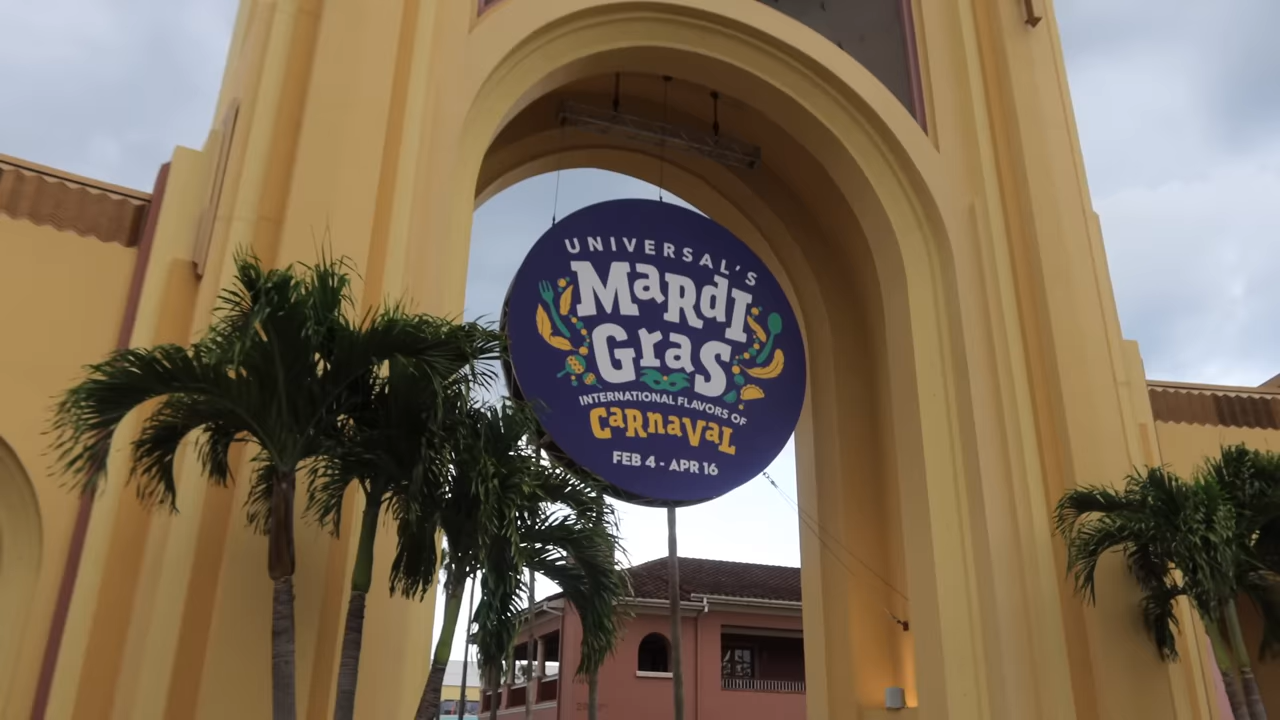 UNIVERSAL'S
MaRdI
GraS
INTERNATIONAL FLAVORS OF
CaRnaVaL
FEB 4 - APR 16